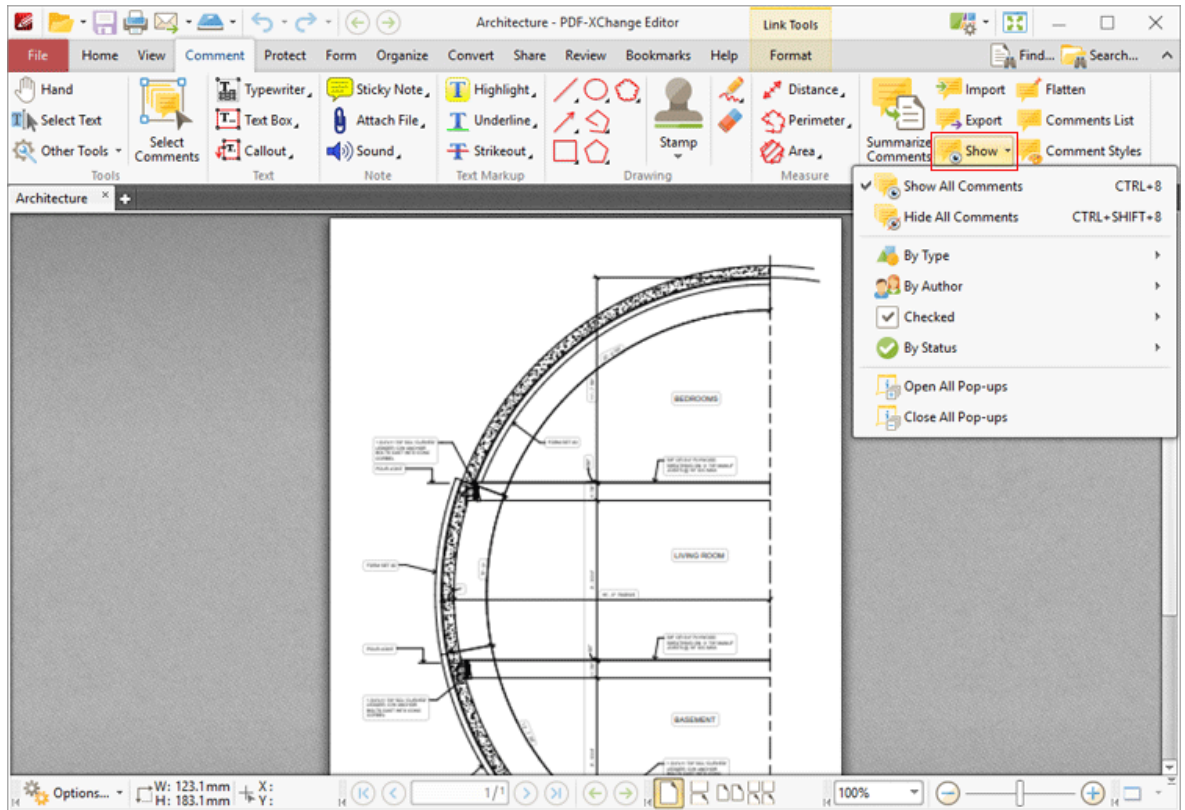 Architecture - PDF-XChange Editor
Link Tools
File Home View Comment Protect Form Organize Convert Share Review Bookmarks Help Format Find... Search...
Hand
Select Text
Other Tools
Select
Comments
Tools
Typewriter
Text Box
Callout
Text
Sticky Note
Attach File
Sound
Note
Highlight
Underline
Strikeout
Text Markup
Stamp
Drawing
Distance
Perimeter
Area
Measure
Summarize
Comments
Import
Export
Show
Flatten
Comments List
Comment Styles
Architecture
Show All Comments CTRL+8
Hide All Comments CTRL+SHIFT+8
By Type
By Author
Checked
By Status
Open All Pop-ups
Close All Pop-ups
BEDROOMS
LIVING ROOM
BASEMENT
Options...
W: 123.1mm
H: 183.1mm
X:
Y:
1/1
100%